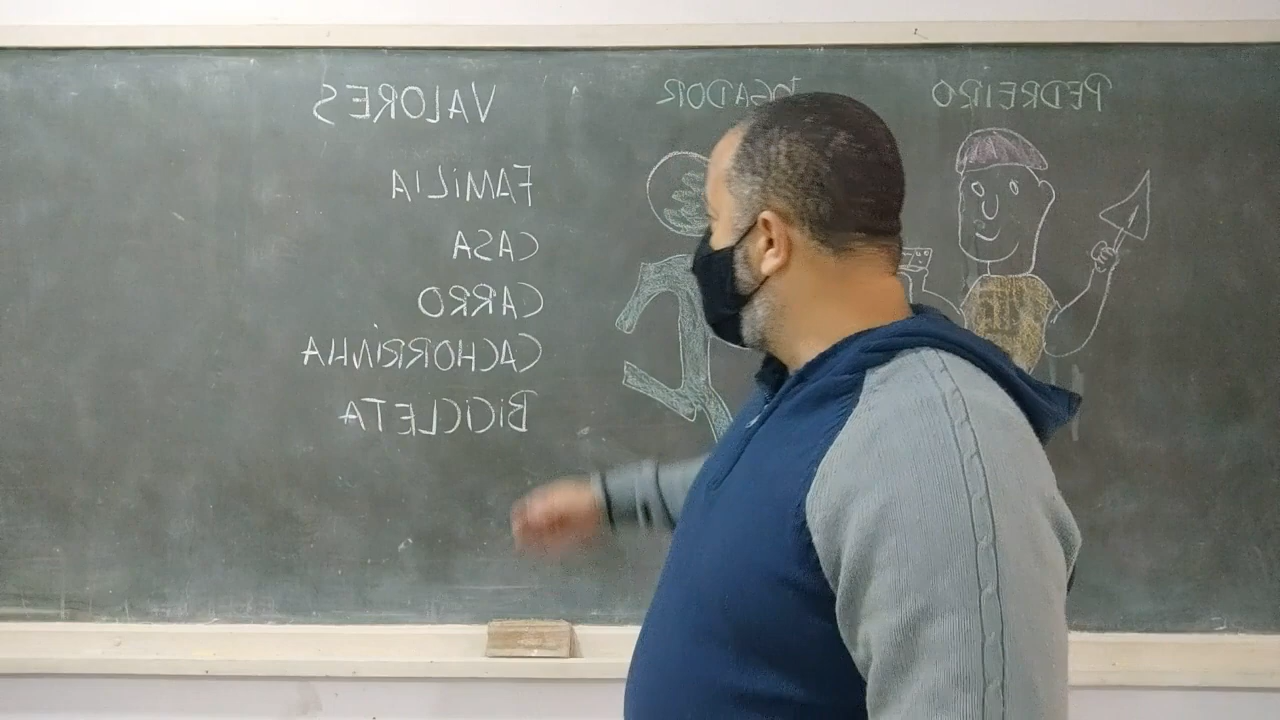 PEDREIRO
JOGADOR
VALORES
FAMILIA
CASA
CARRO
CACHORRINHA
BICICLETA